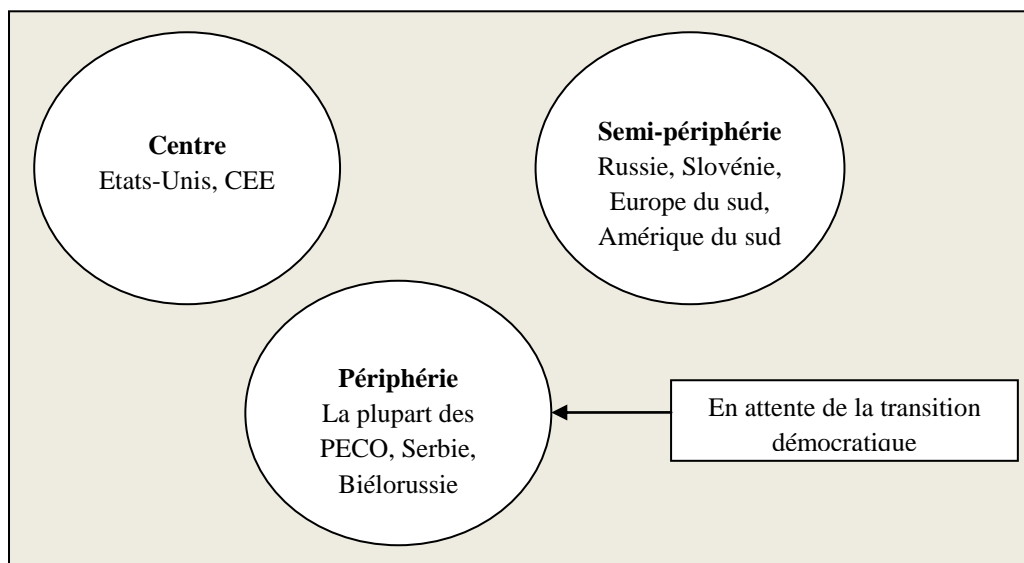 Centre
Etats-Unis, CEE
Semi-périphérie
Russie, Slovénie,
Europe du sud,
Amérique du sud
Périphérie
La plupart des
PECO, Serbie,
Biélorussie
En attente de la transition
démocratique